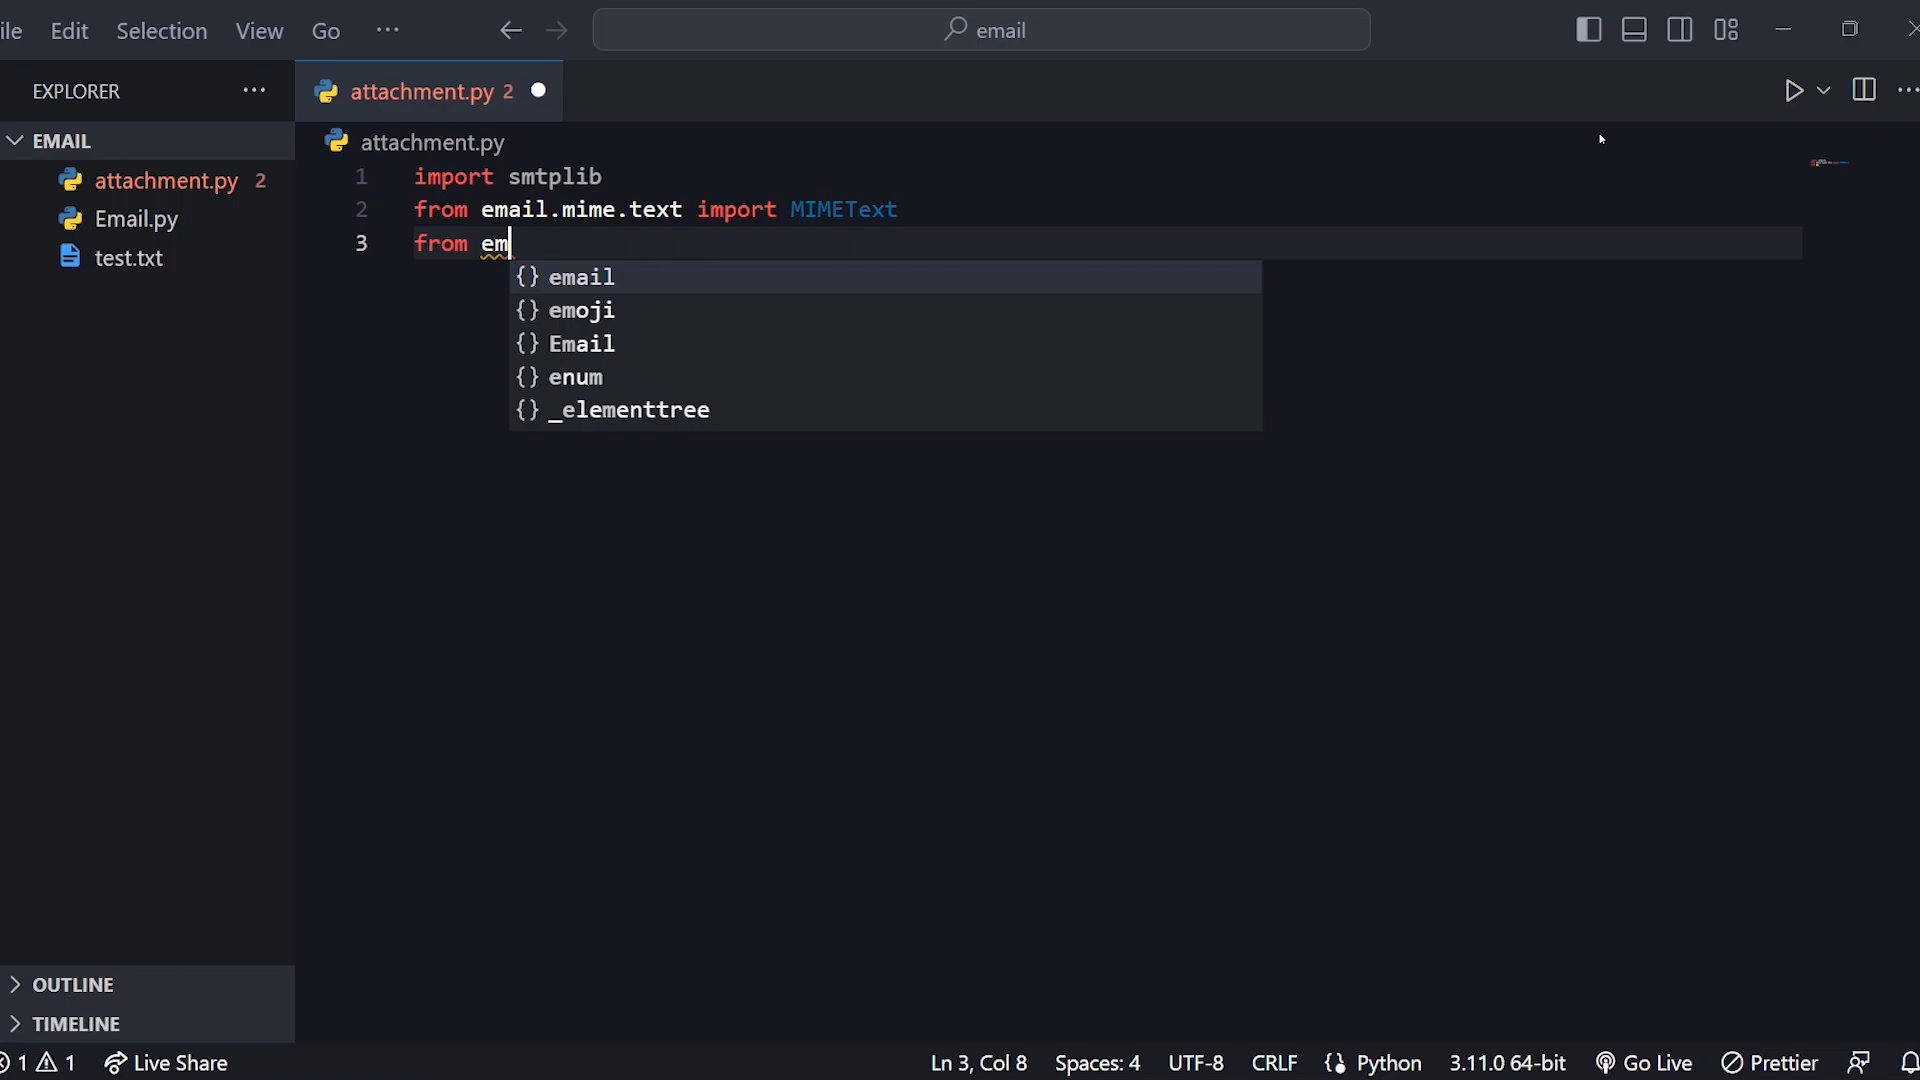 ile Edit Selection View Go ··· email
EXPLORER ···
EMAIL
attachment.py 2
Email.py
test.txt
OUTLINE
TIMELINE
attachment.py 2
attachment.py
1 import smtplib
2 from email.mime.text import MIMEText
3 from em
{} email
{} emoji
{} Email
{} enum
{} _elementtree
1 1 Live Share Ln 3, Col 8 Spaces: 4 UTF-8 CRLF {} Python 3.11.0 64-bit Go Live Prettier